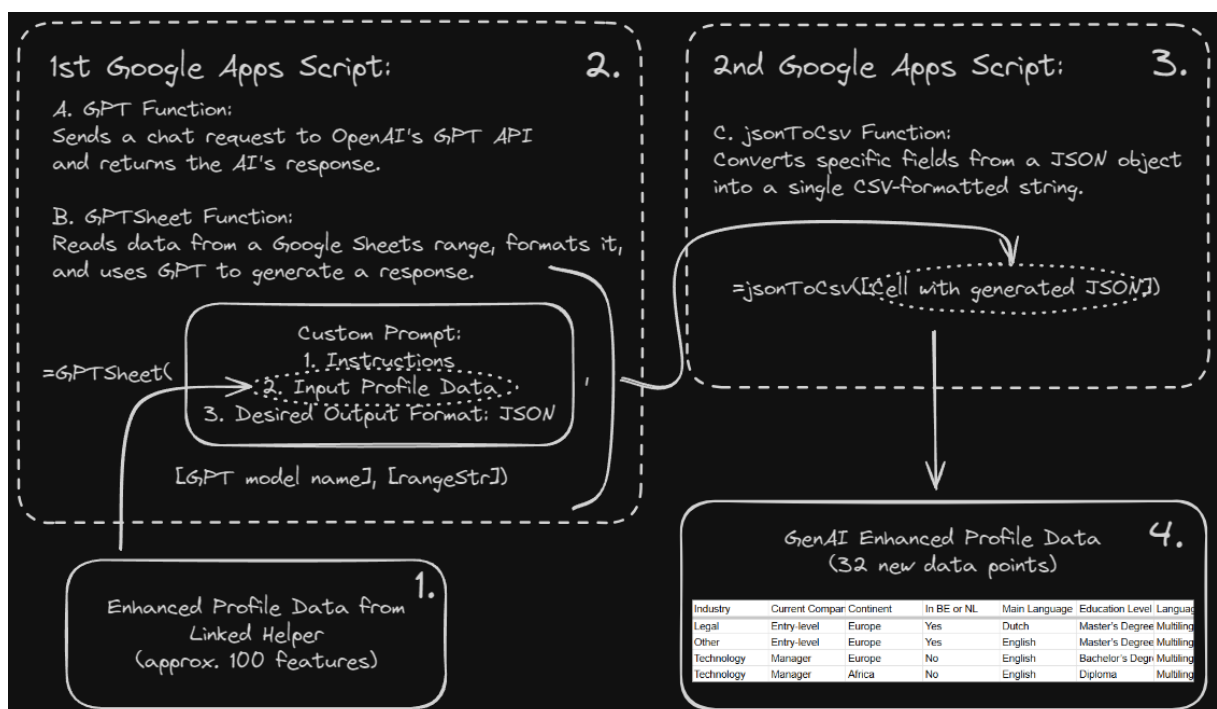 1st Google Apps Script: 2.
A. GPT Function:
Sends a chat request to OpenAI's GPT API
and returns the AI's response.
B. GPTSheet Function:
Reads data from a Google Sheets range, formats it,
and uses GPT to generate a response.
=GPTSheet(
Custom Prompt:
1. Instructions
2. Input Profile Data
3. Desired Output Format: JSON
,
[GPT model name], [rangeStr])
1.
Enhanced Profile Data from
Linked Helper
(approx. 100 features)
2nd Google Apps Script: 3.
C. jsonToCsv Function:
Converts specific fields from a JSON object
into a single CSV-formatted string.
=jsonToCsv([Cell with generated JSON])
4.
GenAI Enhanced Profile Data
(32 new data points)
Industry Current Compar Continent In BE or NL Main Language Education Level Languag
Legal Entry-level Europe Yes Dutch Master's Degree Multiling
Other Entry-level Europe Yes English Master's Degree Multiling
Technology Manager Europe No English Bachelor's Degr Multiling
Technology Manager Africa No English Diploma Multiling